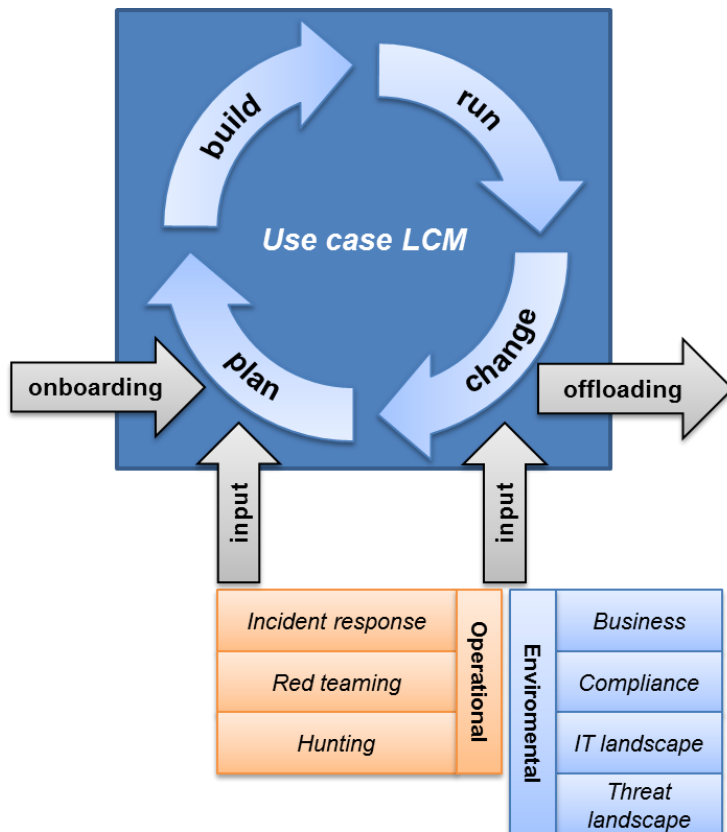 build
run
Use case LCM
plan
change
onboarding
offloading
input
input
Incident response
Red teaming
Hunting
Operational
Enviromental
Business
Compliance
IT landscape
Threat
landscape